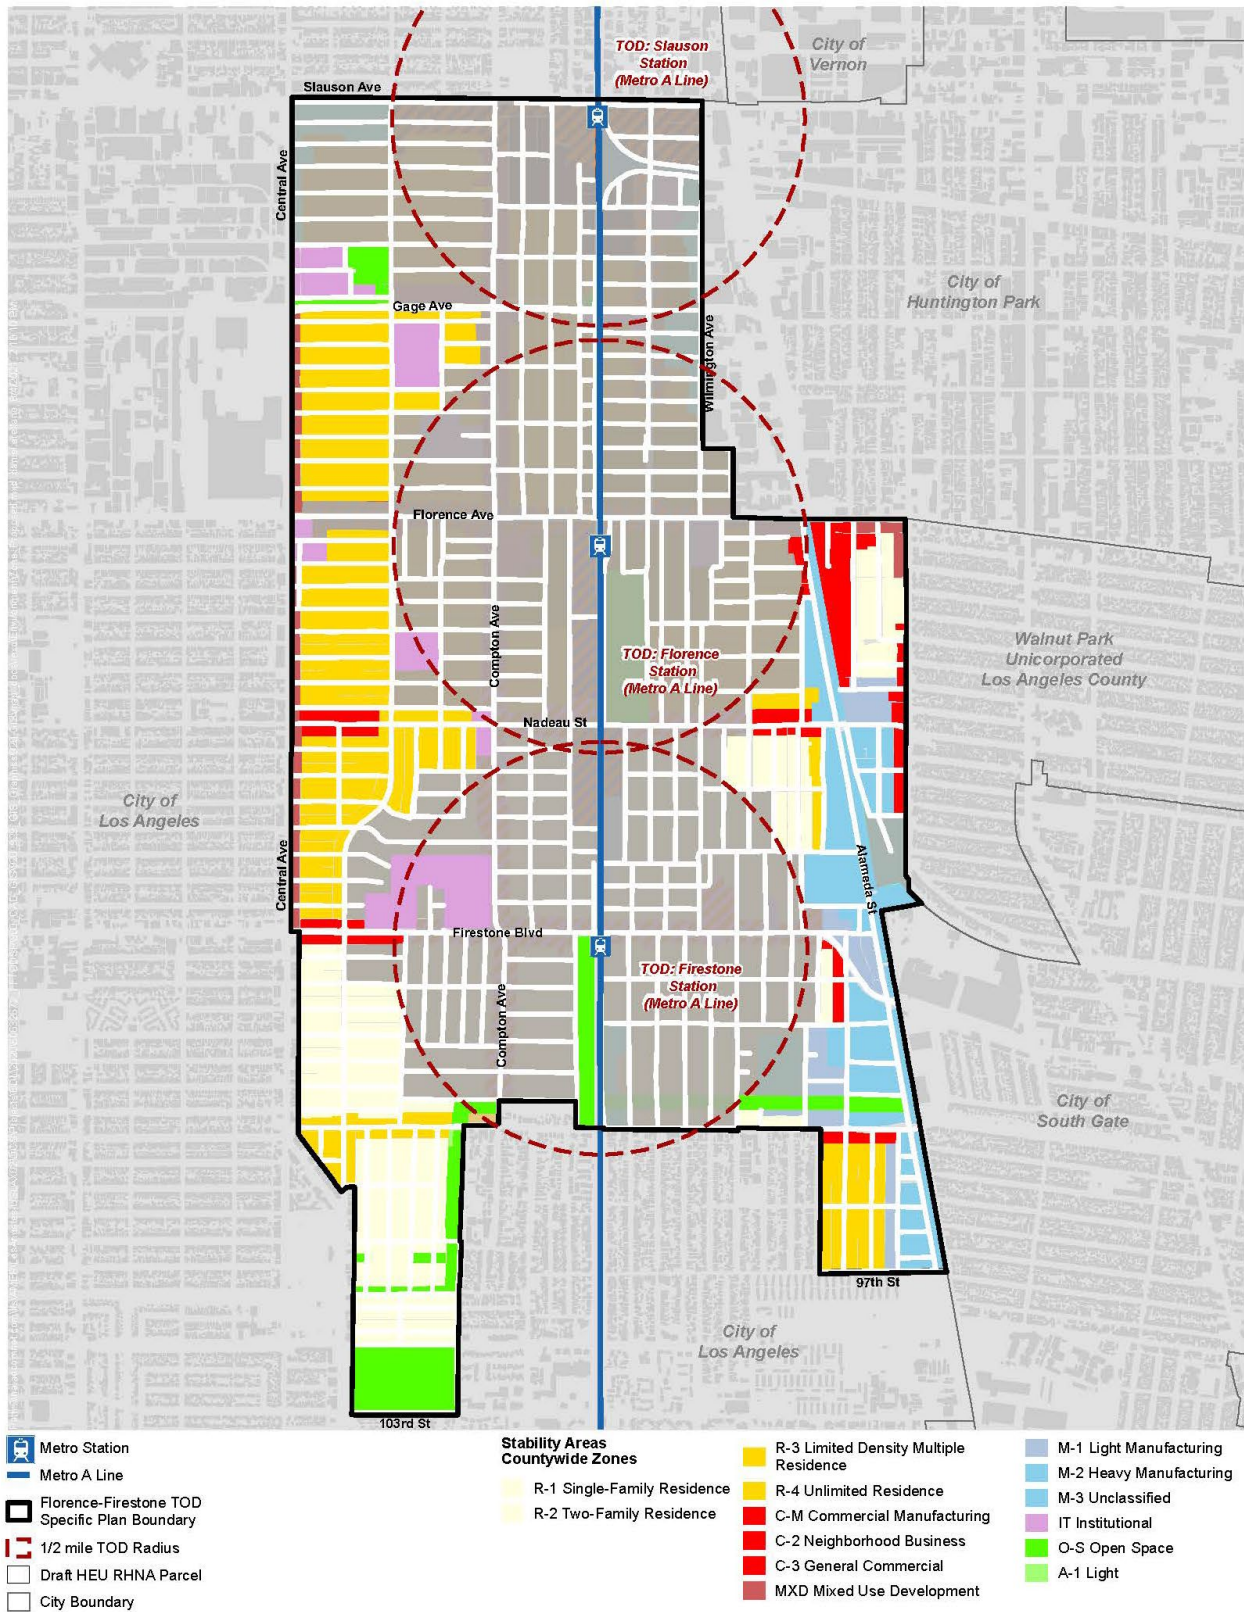 TOD: Slauson
Station
(Metro A Line)
City of
Vernon
Slauson Ave
Central Ave
City of
Huntington Park
Gage Ave
Wilmington Ave
Florence Ave
Compton Ave
TOD: Florence
Station
(Metro A Line)
Walnut Park
Unicorporated
Los Angeles County
Nadeau St
City of
Los Angeles
Central Ave
Alameda St
Firestone Blvd
TOD: Firestone
Station
(Metro A Line)
Compton Ave
City of
South Gate
97th St
City of
Los Angeles
103rd St
Metro Station
Metro A Line
Florence-Firestone TOD
Specific Plan Boundary
1/2 mile TOD Radius
Draft HEU RHNA Parcel
City Boundary
Stability Areas
Countywide Zones
R-1 Single-Family Residence
R-2 Two-Family Residence
R-3 Limited Density Multiple
Residence
R-4 Unlimited Residence
C-M Commercial Manufacturing
C-2 Neighborhood Business
C-3 General Commercial
MXD Mixed Use Development
M-1 Light Manufacturing
M-2 Heavy Manufacturing
M-3 Unclassified
IT Institutional
O-S Open Space
A-1 Light